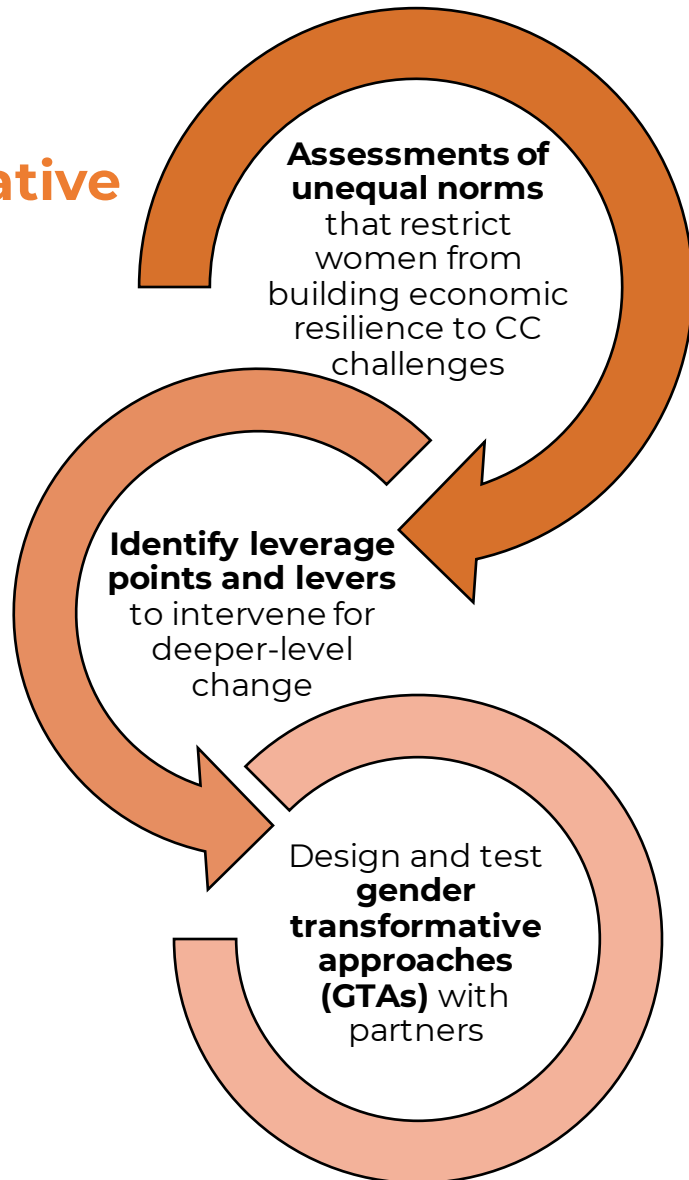 ative
Assessments of
unequal norms
that restrict
women from
building economic
resilience to CC
challenges
Identify leverage
points and levers
to intervene for
deeper-level
change
Design and test
gender
transformative
approaches
(GTAs) with
partners